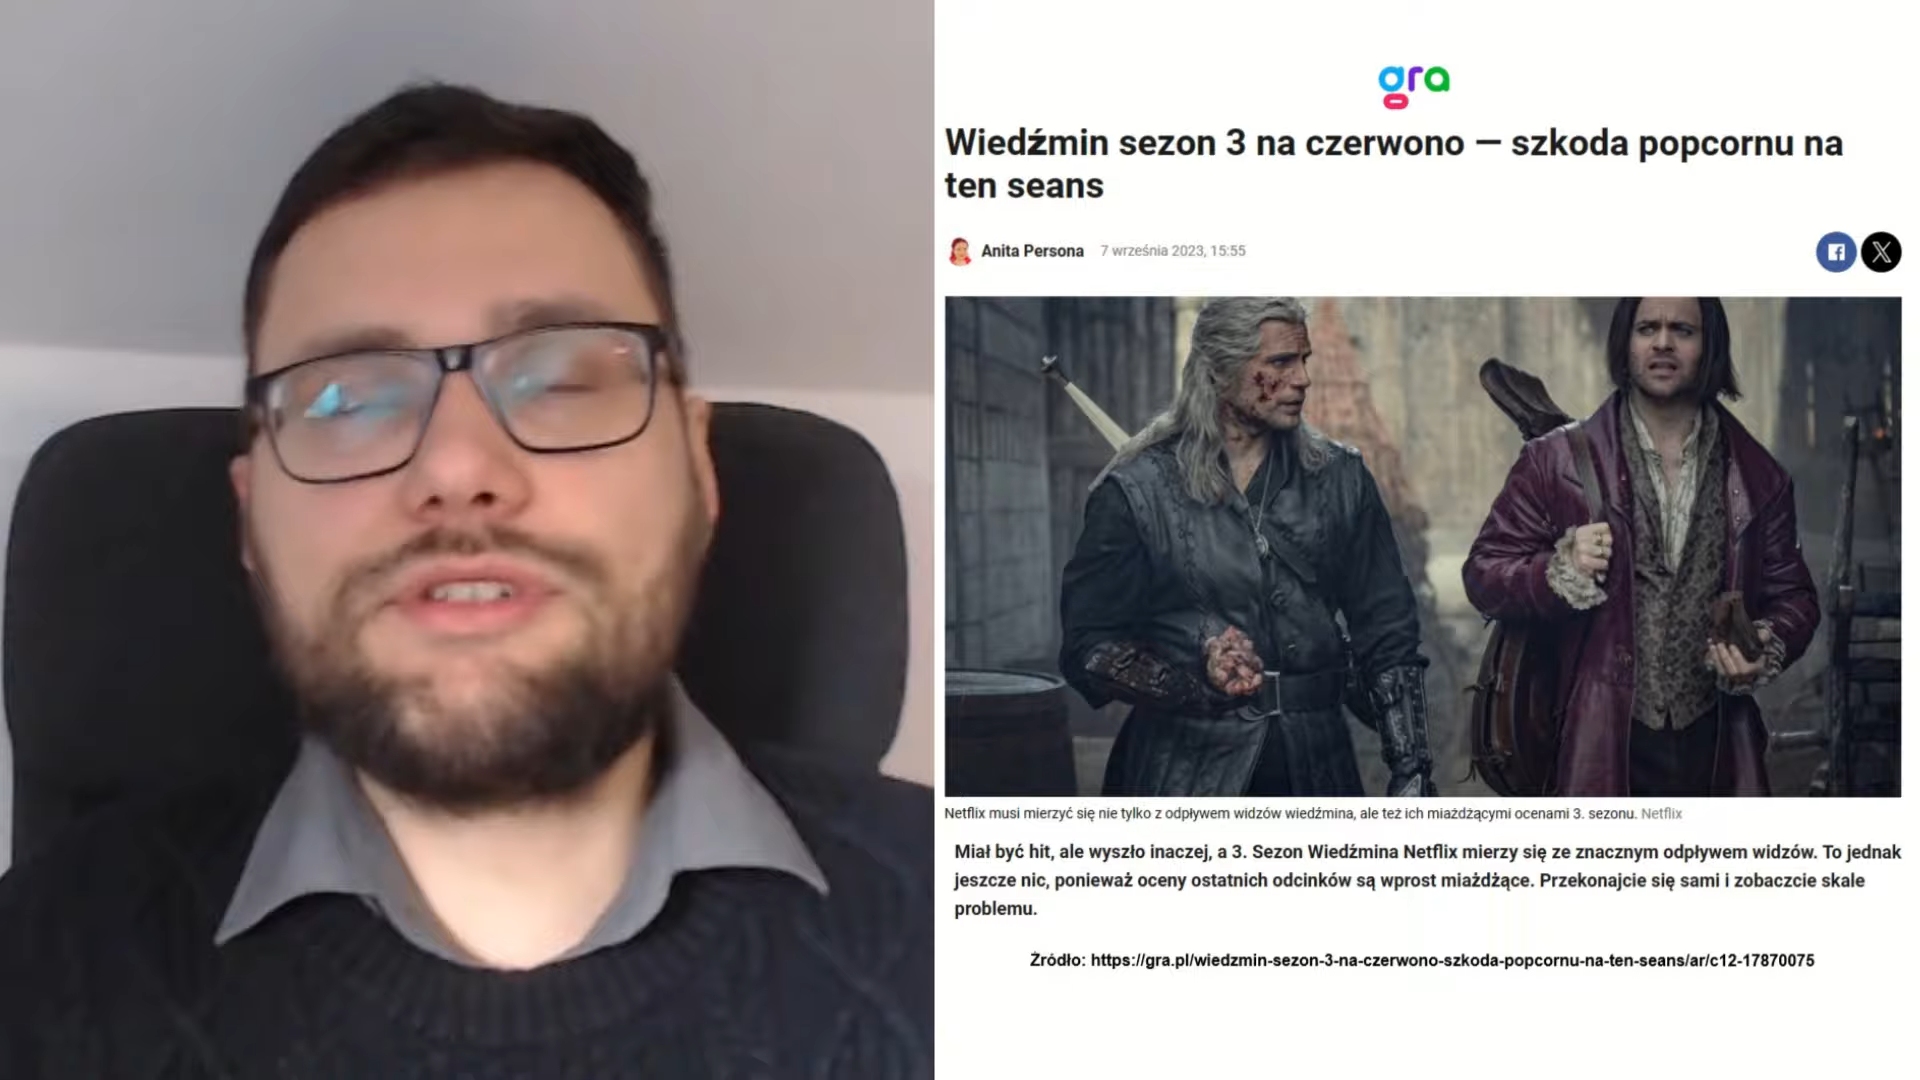 gra
Wiedźmin sezon 3 na czerwono — szkoda popcornu na
ten seans
Anita Persona 7 września 2023, 15:55
Netflix musi mierzyć się nie tylko z odpływem widzów wiedźmina, ale też ich miażdżącymi ocenami 3. sezonu. Netflix
Miał być hit, ale wyszło inaczej, a 3. Sezon Wiedźmina Netflix mierzy się ze znacznym odpływem widzów. To jednak
jeszcze nic, ponieważ oceny ostatnich odcinków są wprost miażdżące. Przekonajcie się sami i zobaczcie skale
problemu.
Źródło: https://gra.pl/wiedzmin-sezon-3-na-czerwono-szkoda-popcornu-na-ten-seans/ar/c12-17870075